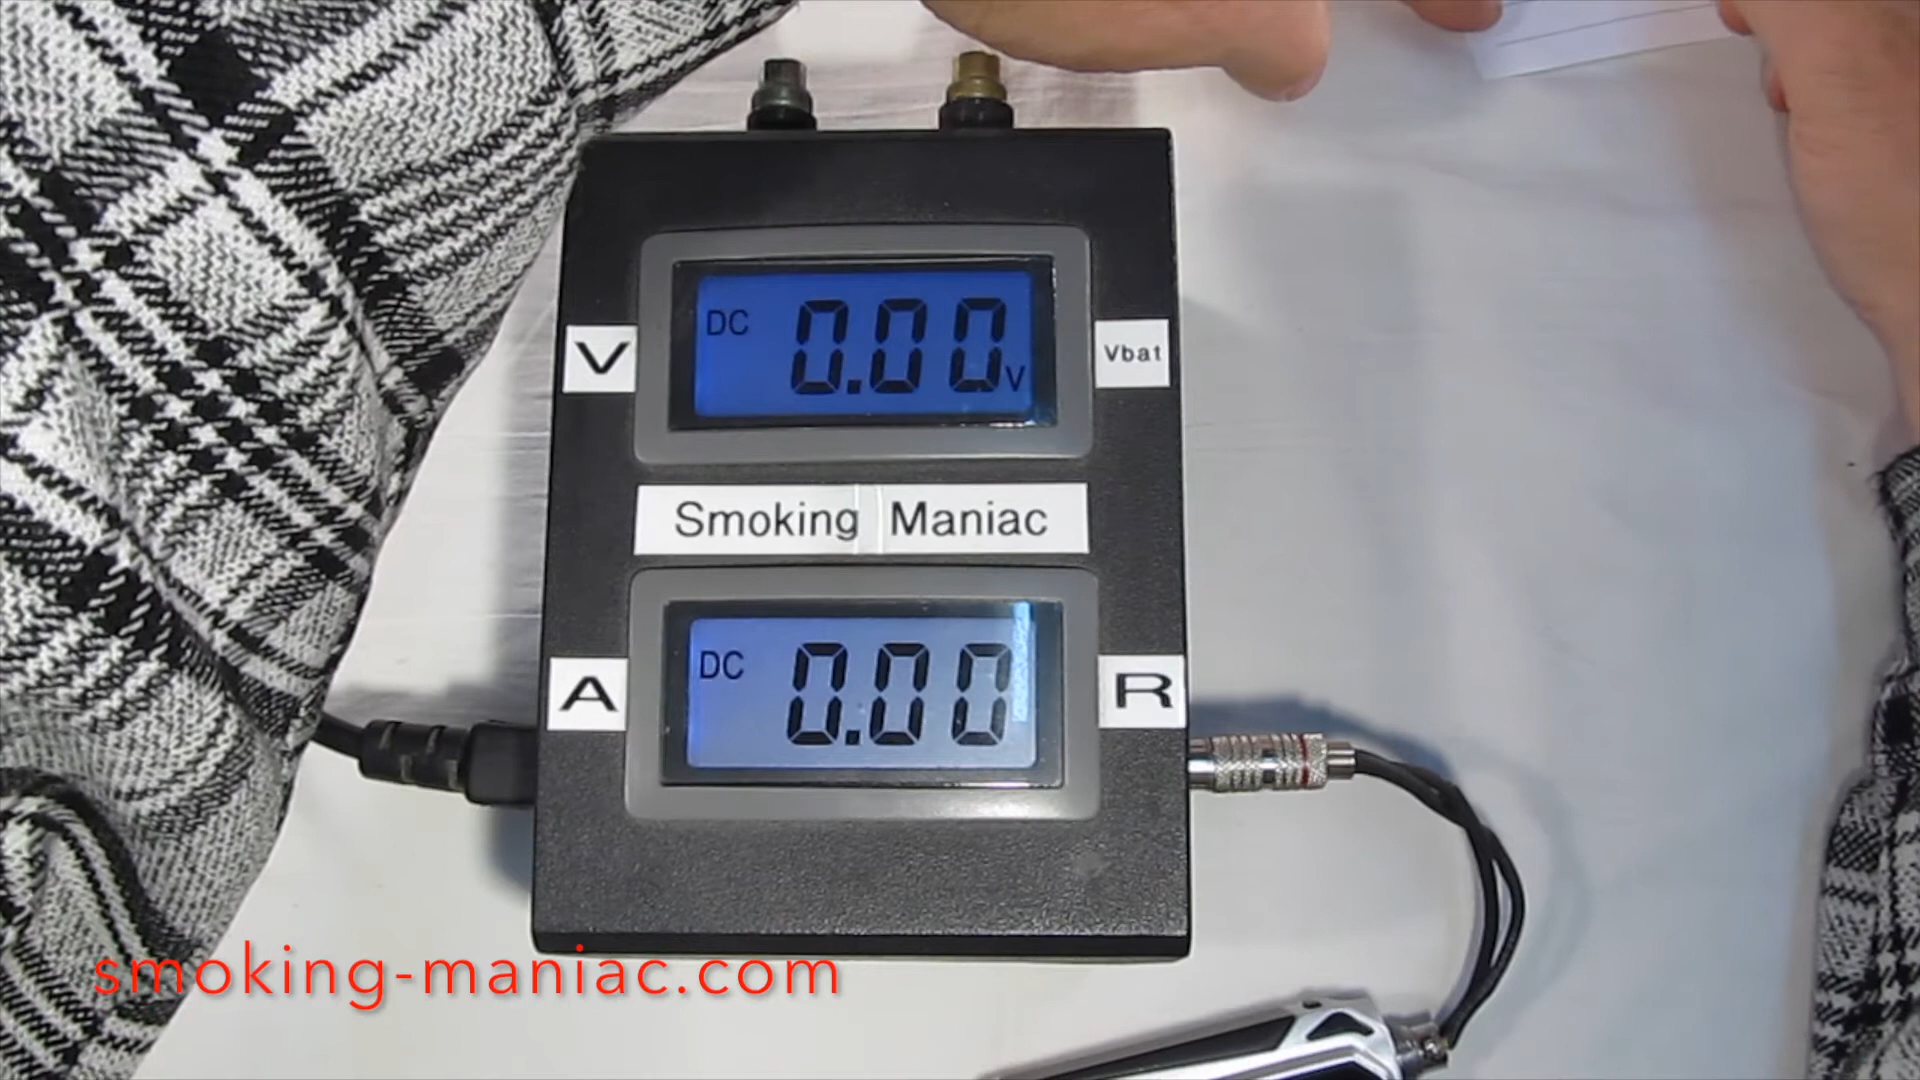 DC 0.00 V
V
Vbat
Smoking Maniac
DC 0.00
A
R
smoking-maniac.com